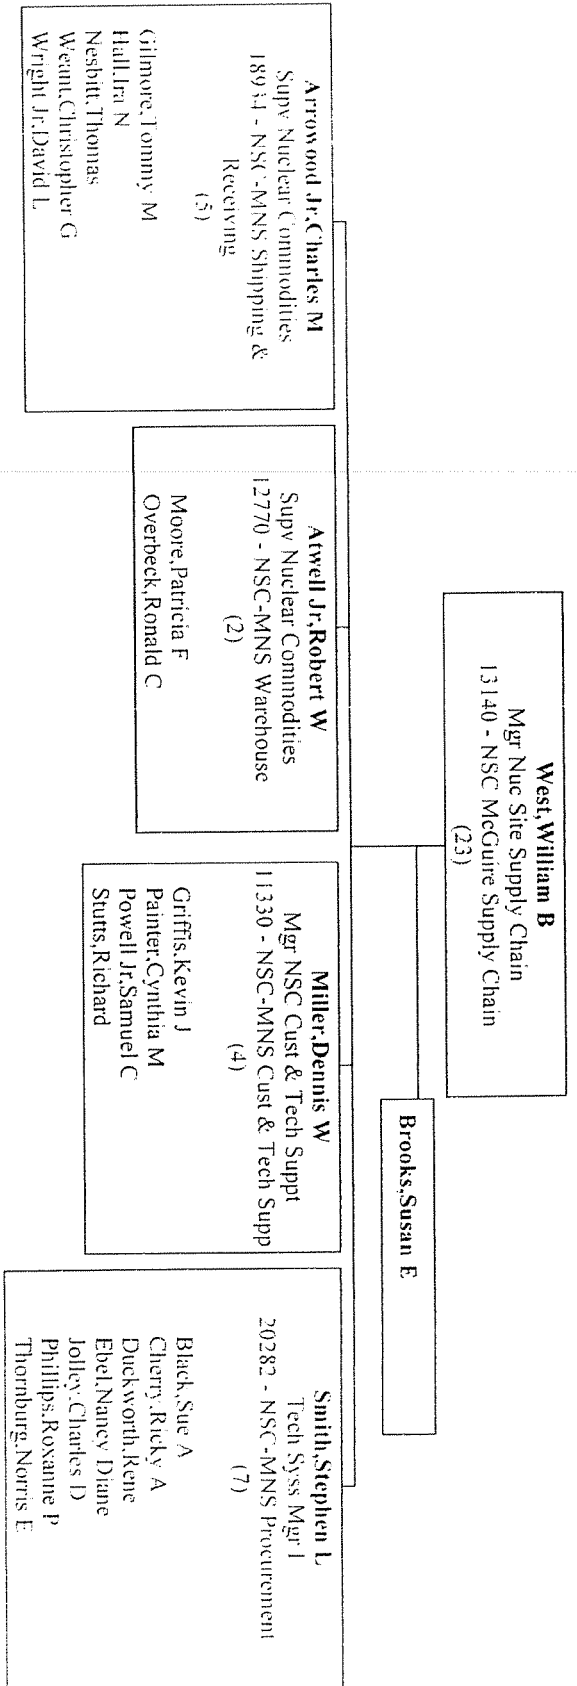 West,William B
Mgr Nuc Site Supply Chain
13140 - NSC McGuire Supply Chain
(23)
Brooks,Susan E
Arrowood Jr,Charles M
Supv Nuclear Commodities
18934 - NSC-MNS Shipping &
Receiving
(5)
Gilmore,Tommy M
Hall,Ira N
Nesbitt,Thomas
Weant,Christopher G
Wright Jr,David L
Atwell Jr,Robert W
Supv Nuclear Commodities
12770 - NSC-MNS Warehouse
(2)
Moore,Patricia F
Overbeck,Ronald C
Miller,Dennis W
Mgr NSC Cust & Tech Suppt
11330 - NSC-MNS Cust & Tech Supp
(4)
Griffis,Kevin J
Painter,Cynthia M
Powell Jr,Samuel C
Stutts,Richard
Smith,Stephen L
Tech Syss Mgr I
20282 - NSC-MNS Procurement
(7)
Black,Sue A
Cherry,Ricky A
Duckworth,Rene
Ebel,Nancy Diane
Jolley,Charles D
Phillips,Roxanne P
Thornburg,Norris E